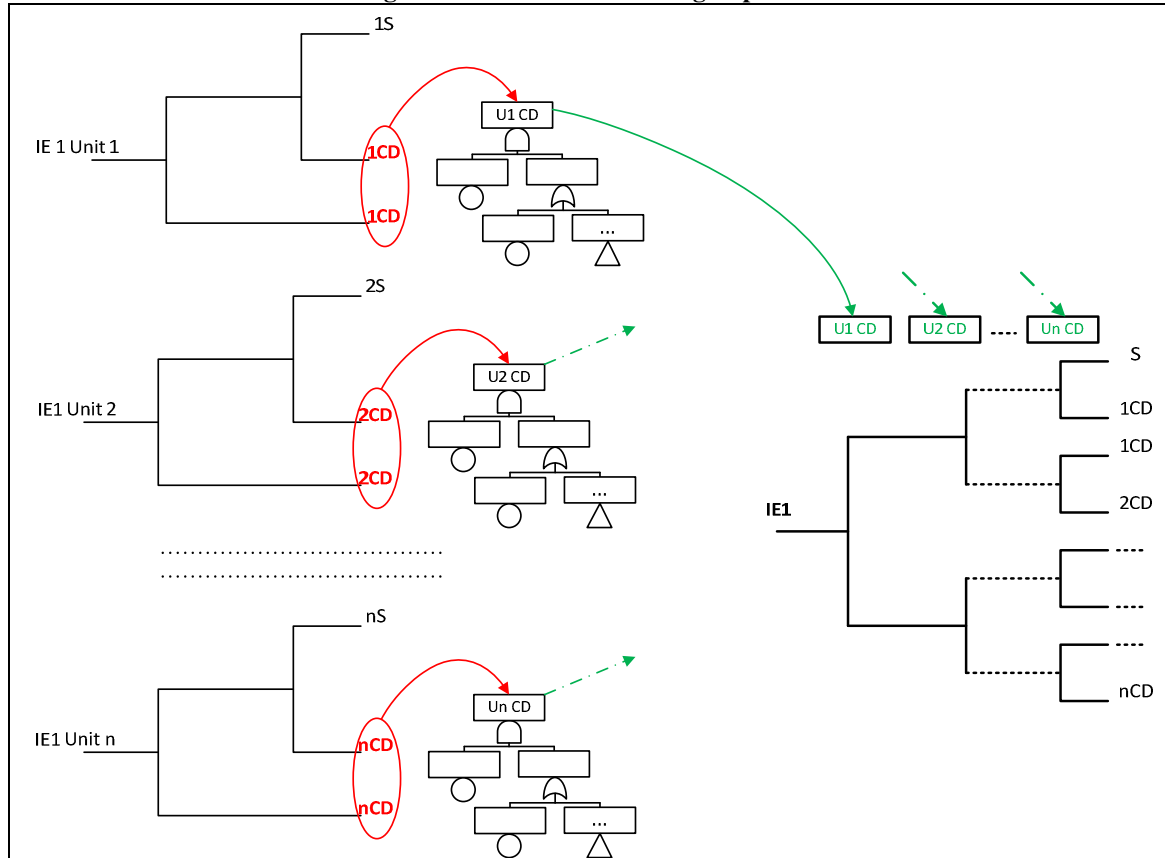 1S
IE 1 Unit 1
1CD
1CD
U1 CD
...
2S
IE1 Unit 2
2CD
2CD
U2 CD
...
nS
IE1 Unit n
nCD
nCD
Un CD
...
U1 CD
U2 CD
Un CD
IE1
S
1CD
1CD
2CD
nCD